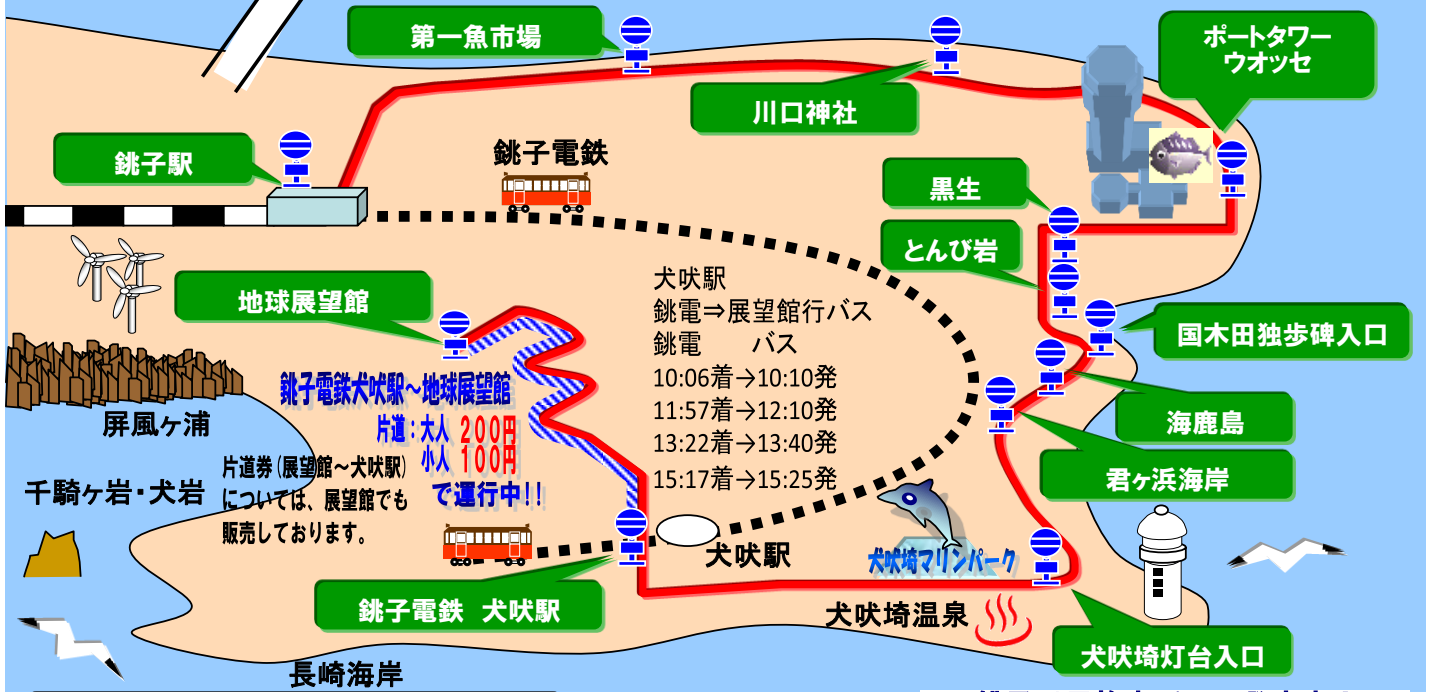 第一魚市場
ポートタワー
ウオッセ
川口神社
銚子駅
銚子電鉄
黒生
とんび岩
地球展望館
国木田独歩碑入口
犬吠駅
銚電⇒展望館行バス
銚電 バス
10:06着→10:10発
11:57着→12:10発
13:22着→13:40発
15:17着→15:25発
銚子電鉄犬吠駅～地球展望館
片道：大人 200円
小人 100円
で運行中!!
屏風ヶ浦
海鹿島
片道券(展望館～犬吠駅)
については、展望館でも
販売しております。
千騎ヶ岩・犬岩
君ヶ浜海岸
犬吠駅
犬吠埼マリンパーク
銚子電鉄 犬吠駅
犬吠埼温泉
犬吠埼灯台入口
長崎海岸